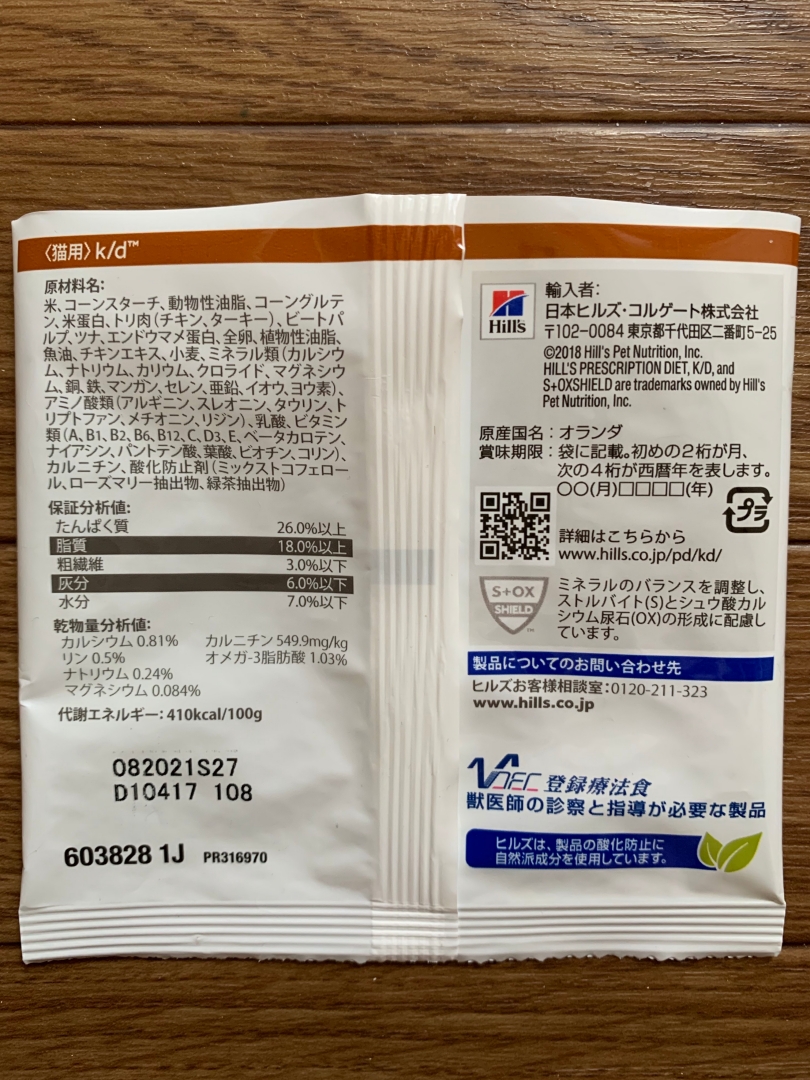 〈猫用〉k/d™
原材料名:
米、コーンスターチ、動物性油脂、コーングルテ
ン、米蛋白、トリ肉（チキン、ターキー）、ビートパ
ルプ、ツナ、エンドウマメ蛋白、全卵、植物性油脂、
魚油、チキンエキス、小麦、ミネラル類（カルシウ
ム、ナトリウム、カリウム、クロライド、マグネシウ
ム、銅、鉄、マンガン、セレン、亜鉛、イオウ、ヨウ素）、
アミノ酸類（アルギニン、スレオニン、タウリン、ト
リプトファン、メチオニン、リジン）、乳酸、ビタミン
類（A、B1、B2、B6、B12、C、D3、E、ベータカロテン、
ナイアシン、パントテン酸、葉酸、ビオチン、コリン）、
カルニチン、酸化防止剤（ミックストコフェロー
ル、ローズマリー抽出物、緑茶抽出物）
保証分析値:
たんぱく質 26.0%以上
脂質 18.0%以上
粗繊維 3.0%以下
灰分 6.0%以下
水分 7.0%以下
乾物量分析値:
カルシウム 0.81% カルニチン 549.9mg/kg
リン 0.5% オメガ-3脂肪酸 1.03%
ナトリウム 0.24%
マグネシウム 0.084%
代謝エネルギー: 410kcal/100g
082021S27
D10417 108
603828 1J PR316970
Hill's
輸入者:
日本ヒルズ・コルゲート株式会社
〒102-0084 東京都千代田区二番町5-25
©2018 Hill's Pet Nutrition, Inc.
HILL'S PRESCRIPTION DIET, K/D, and
S+OXSHIELD are trademarks owned by Hill's
Pet Nutrition, Inc.
原産国名：オランダ
賞味期限：袋に記載。初めの2桁が月、
次の4桁が西暦年を表します。
〇〇(月)□□□□(年)
プラ
詳細はこちらから
www.hills.co.jp/pd/kd/
S+OX
SHIELD™
ミネラルのバランスを調整し、
ストルバイト(S)とシュウ酸カル
シウム尿石(OX)の形成に配慮し
ています。
製品についてのお問い合わせ先
ヒルズお客様相談室:0120-211-323
www.hills.co.jp
VDEC 登録療法食
獣医師の診察と指導が必要な製品
ヒルズは、製品の酸化防止に
自然派成分を使用しています。